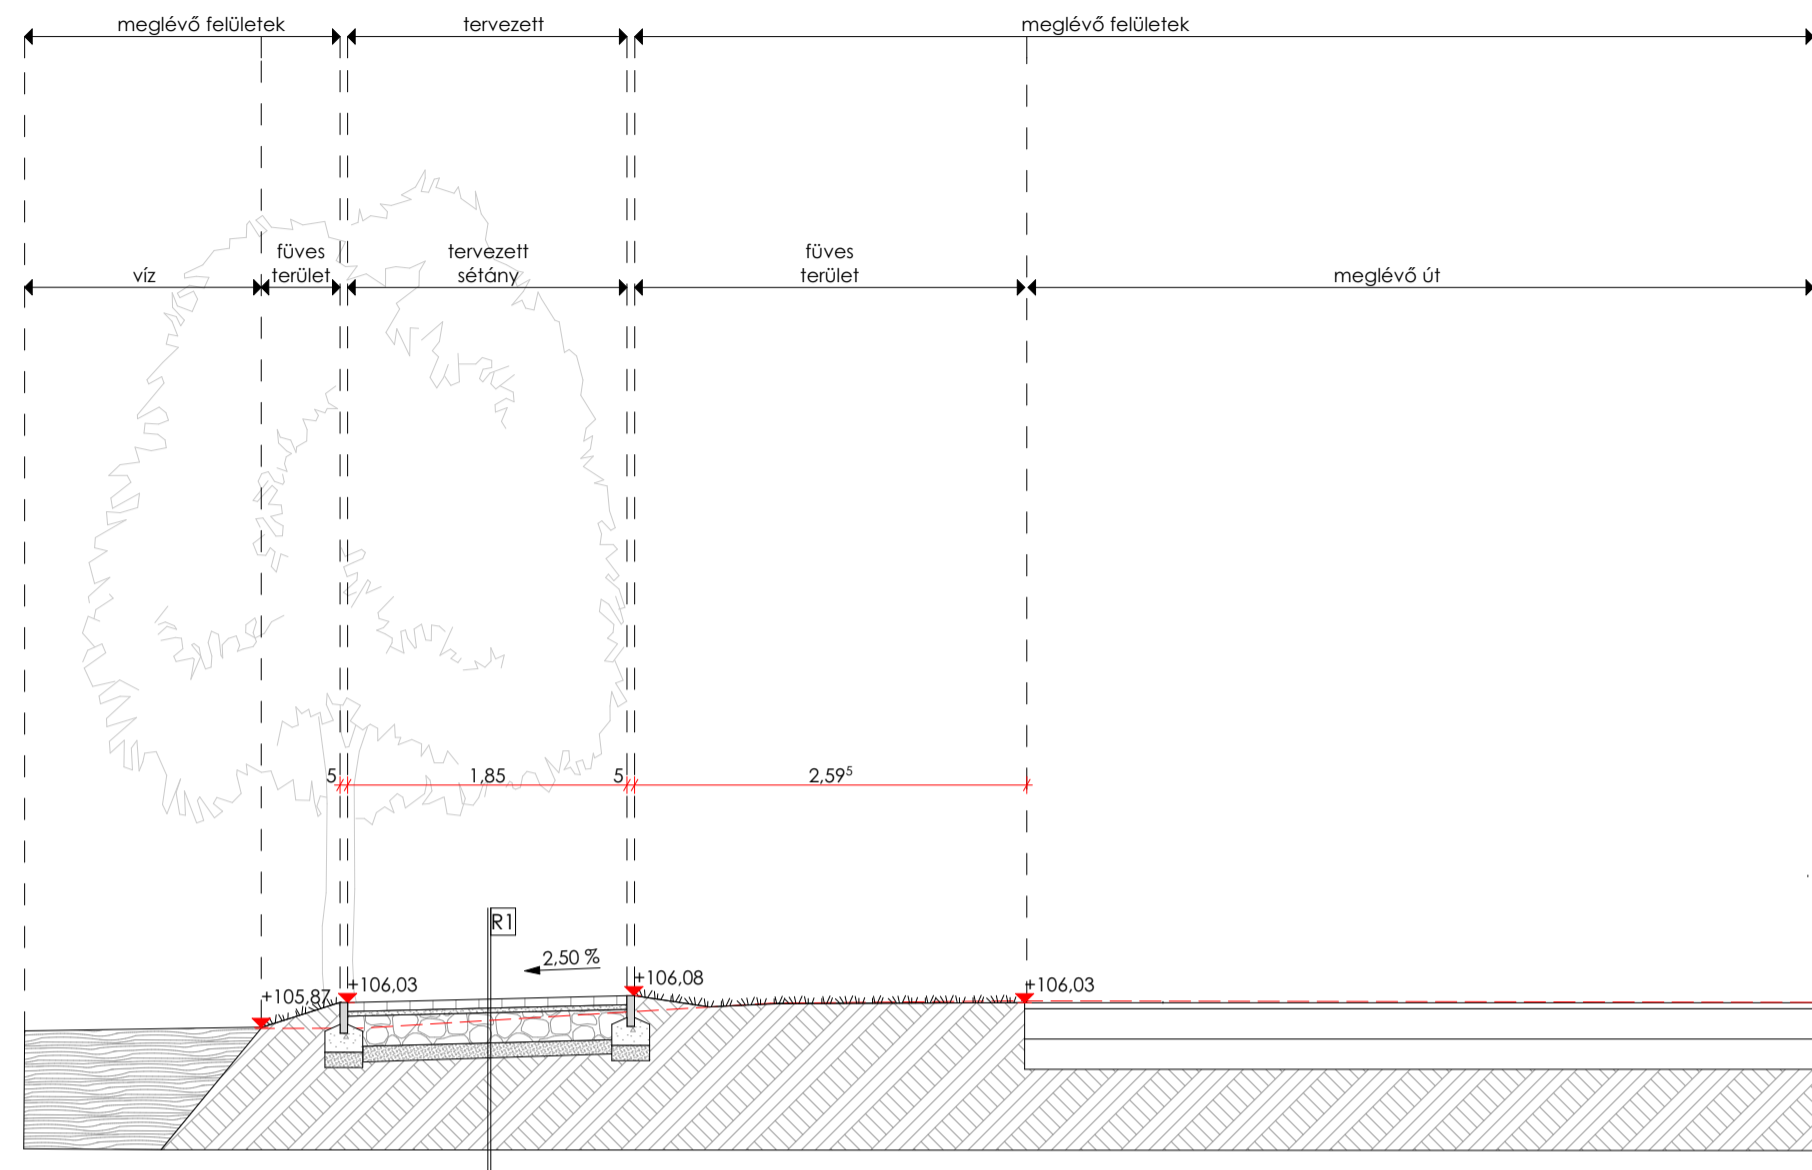 meglévő felületek
tervezett
meglévő felületek
víz
füves
terület
tervezett
sétány
füves
terület
meglévő út
5
1,85
5
2,59⁵
R1
2,50 %
+105,87
+106,03
+106,08
+106,03